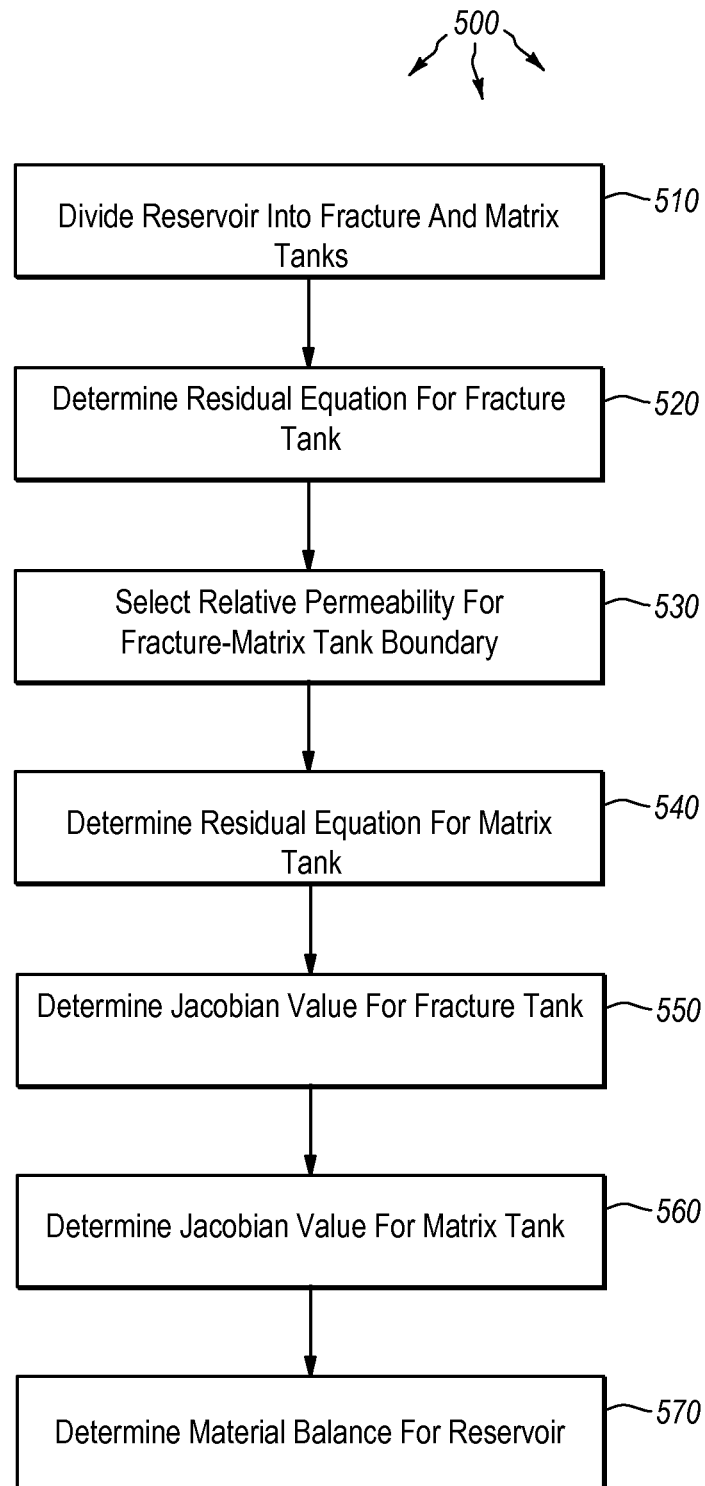 500
Divide Reservoir Into Fracture And Matrix
Tanks
510
Determine Residual Equation For Fracture
Tank
520
Select Relative Permeability For
Fracture-Matrix Tank Boundary
530
Determine Residual Equation For Matrix
Tank
540
Determine Jacobian Value For Fracture Tank
550
Determine Jacobian Value For Matrix Tank
560
Determine Material Balance For Reservoir
570